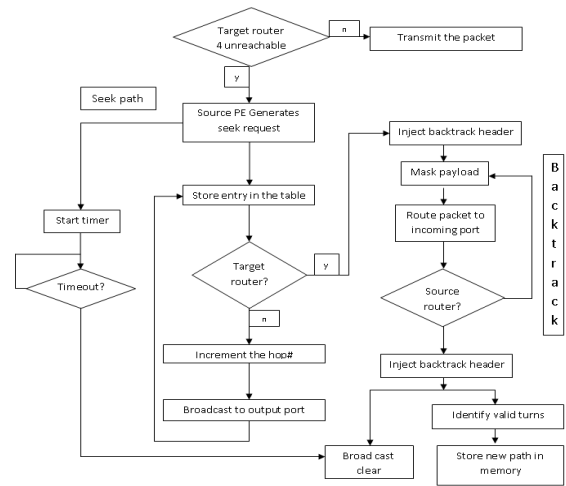 Target router
4 unreachable
n
Transmit the packet
y
Seek path
Source PE Generates
seek request
Inject backtrack header
Mask payload
Store entry in the table
Route packet to
incoming port
Start timer
Target
router?
y
Timeout?
Source
router?
n
Increment the hop#
Inject backtrack header
Broadcast to output port
Identify valid turns
Broad cast
clear
Store new path in
memory
B
a
c
k
t
r
a
c
k